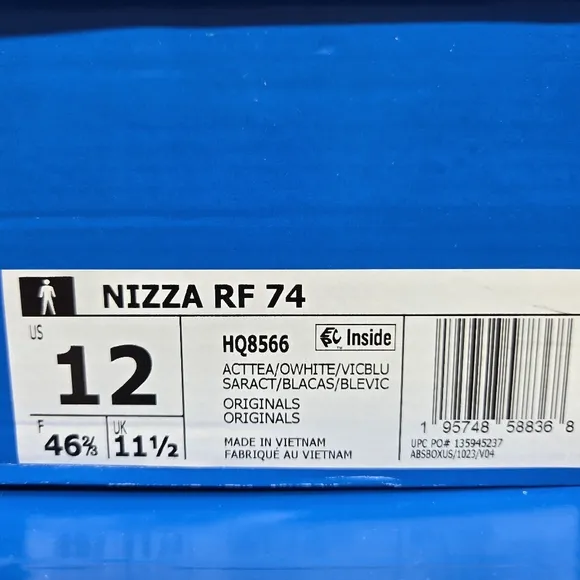 NIZZA RF 74
US
12
F
46⅔
UK
11½
HQ8566
EC Inside
ACTTEA/OWHITE/VICBLU
SARACT/BLACAS/BLEVIC
ORIGINALS
ORIGINALS
MADE IN VIETNAM
FABRIQUÉ AU VIETNAM
1 95748 58836 8
UPC PO# 135945237
ABSBOXUS/1023/V04